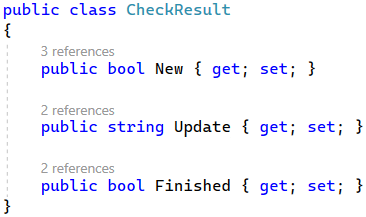 public class CheckResult
{
3 references
public bool New { get; set; }
2 references
public string Update { get; set; }
2 references
public bool Finished { get; set; }
}